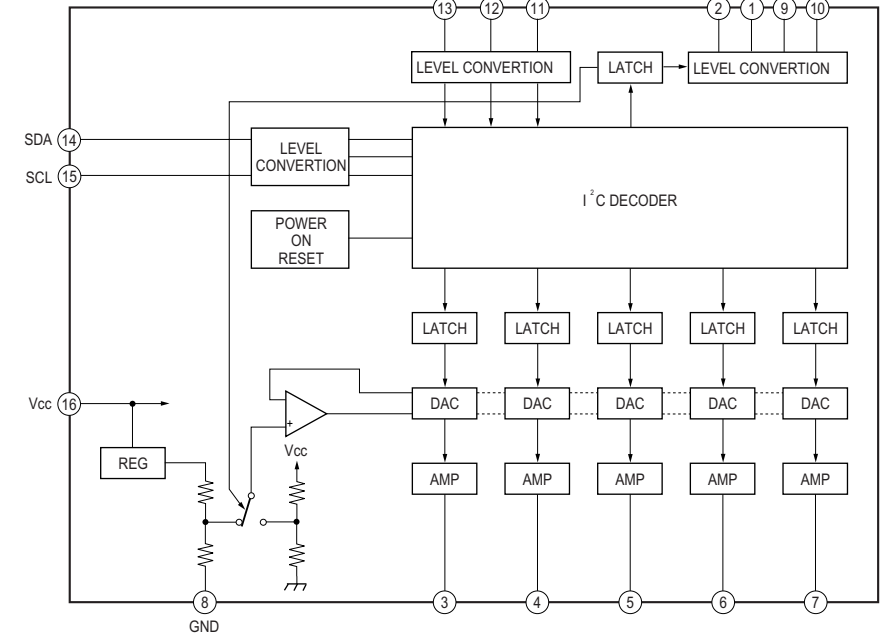 13 12 11 2 1 9 10
LEVEL CONVERTION LATCH LEVEL CONVERTION
SDA 14
LEVEL
CONVERTION
SCL 15
I²C DECODER
POWER
ON
RESET
LATCH LATCH LATCH LATCH LATCH
Vcc 16
DAC DAC DAC DAC DAC
+
Vcc
REG
AMP AMP AMP AMP AMP
8 3 4 5 6 7
GND